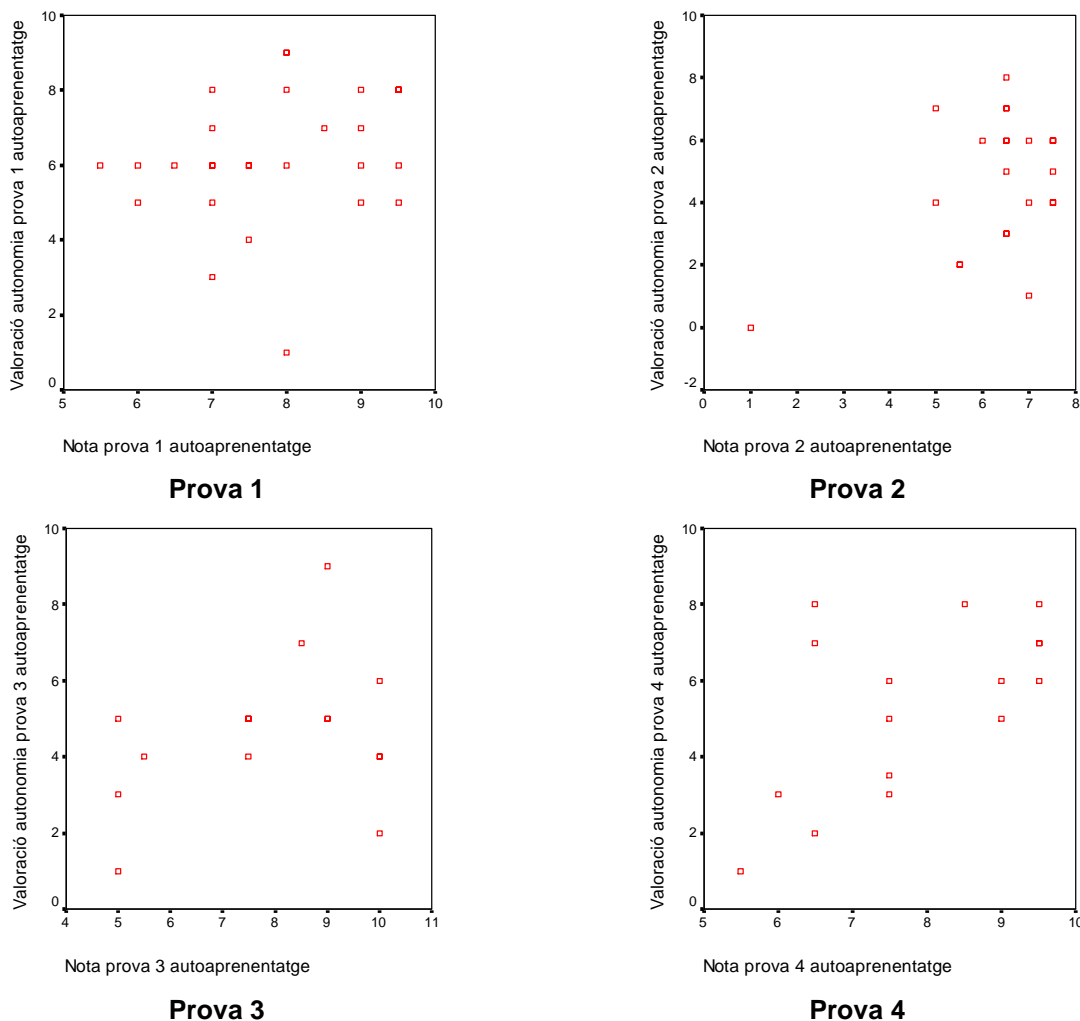 Valoració autonomia prova 1 autoaprenentatge
10
8
6
4
2
0
5 6 7 8 9 10
Nota prova 1 autoaprenentatge
Prova 1
Valoració autonomia prova 2 autoaprenentatge
10
8
6
4
2
0
-2
0 1 2 3 4 5 6 7 8
Nota prova 2 autoaprenentatge
Prova 2
Valoració autonomia prova 3 autoaprenentatge
10
8
6
4
2
0
4 5 6 7 8 9 10 11
Nota prova 3 autoaprenentatge
Prova 3
Valoració autonomia prova 4 autoaprenentatge
10
8
6
4
2
0
5 6 7 8 9 10
Nota prova 4 autoaprenentatge
Prova 4